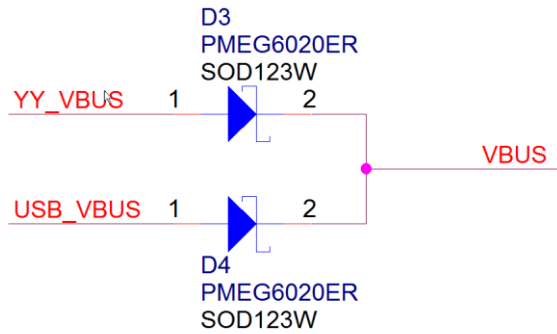 D3
PMEG6020ER
SOD123W
YY_VBUS 1 2
VBUS
USB_VBUS 1 2
D4
PMEG6020ER
SOD123W